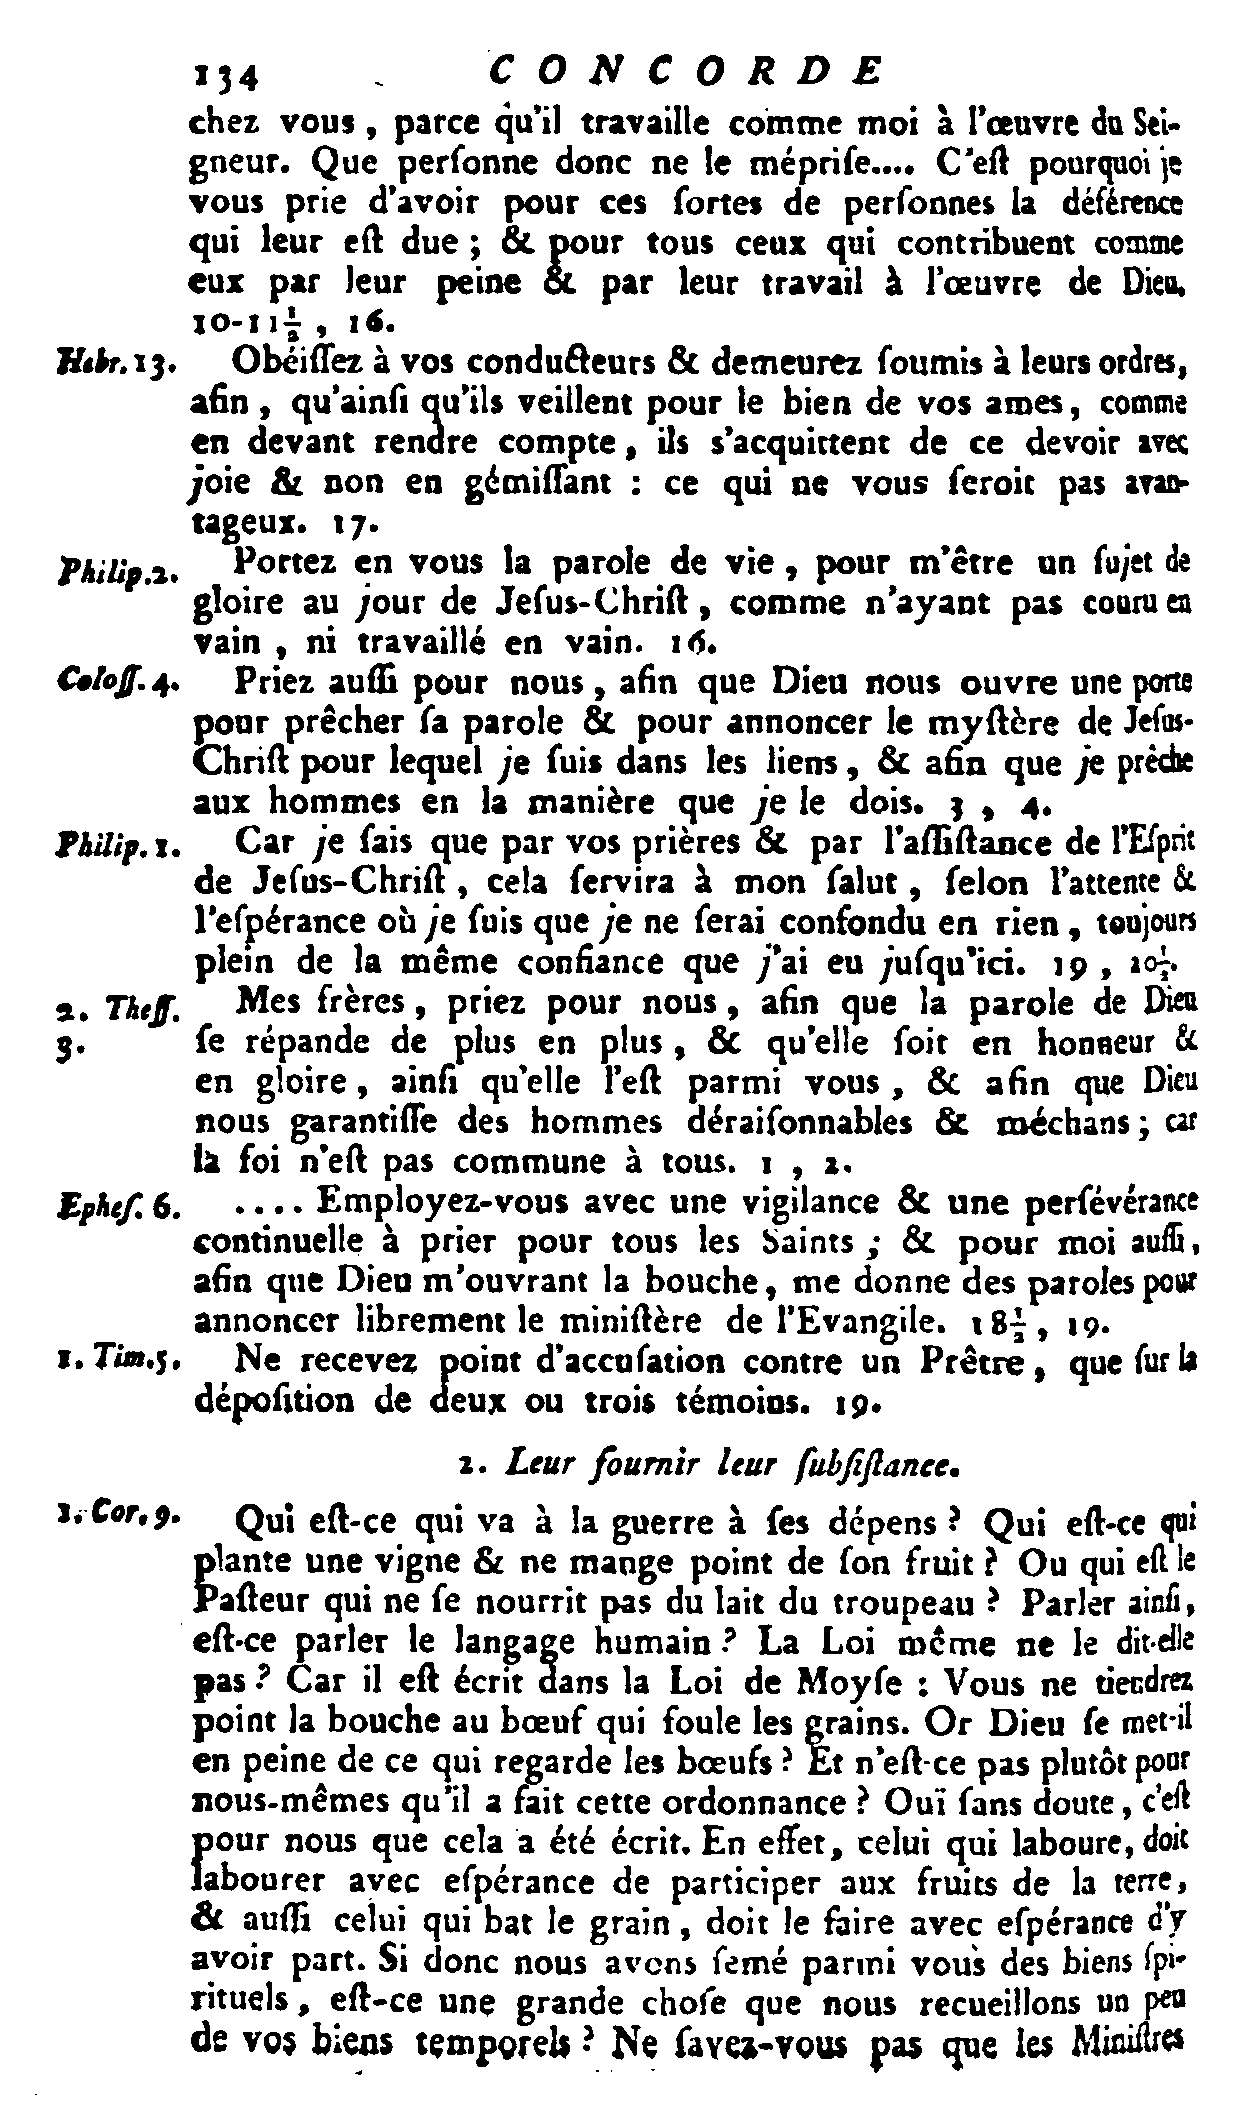 134 CONCORDE
chez vous, parce qu'il travaille comme moi à l'œuvre du Sei-
gneur. Que perſonne donc ne le mépriſe.... C'eſt pourquoi je
vous prie d'avoir pour ces ſortes de perſonnes la déférence
qui leur eſt due ; & pour tous ceux qui contribuent comme
eux par leur peine & par leur travail à l'œuvre de Dieu.
10-11½, 16.
Hebr. 13. Obéiſſez à vos conducteurs & demeurez ſoumis à leurs ordres,
afin, qu'ainſi qu'ils veillent pour le bien de vos ames, comme
en devant rendre compte, ils s'acquittent de ce devoir avec
joie & non en gémiſſant : ce qui ne vous ſeroit pas avan-
tageux. 17.
Philip. 2. Portez en vous la parole de vie, pour m'être un ſujet de
gloire au jour de Jeſus-Chriſt, comme n'ayant pas couru en
vain, ni travaillé en vain. 16.
Coloſſ. 4. Priez auſſi pour nous, afin que Dieu nous ouvre une porte
pour prêcher ſa parole & pour annoncer le myſtère de Jeſus-
Chriſt pour lequel je ſuis dans les liens, & afin que je prêche
aux hommes en la manière que je le dois. 3, 4.
Philip. 1. Car je ſais que par vos prières & par l'aſſiſtance de l'Eſprit
de Jeſus-Chriſt, cela ſervira à mon ſalut, ſelon l'attente &
l'eſpérance où je ſuis que je ne ſerai confondu en rien, toujours
plein de la même confiance que j'ai eu juſqu'ici. 19, 20½.
2. Theſſ. Mes frères, priez pour nous, afin que la parole de Dieu
3. ſe répande de plus en plus, & qu'elle ſoit en honneur &
en gloire, ainſi qu'elle l'eſt parmi vous, & afin que Dieu
nous garantiſſe des hommes déraiſonnables & méchans ; car
la foi n'eſt pas commune à tous. 1, 2.
Epheſ. 6. .... Employez-vous avec une vigilance & une perſévérance
continuelle à prier pour tous les Saints ; & pour moi auſſi,
afin que Dieu m'ouvrant la bouche, me donne des paroles pour
annoncer librement le miniſtère de l'Evangile. 18½, 19.
1. Tim. 5. Ne recevez point d'accuſation contre un Prêtre, que ſur la
dépoſition de deux ou trois témoins. 19.
2. Leur fournir leur ſubſiſtance.
1. Cor. 9. Qui eſt-ce qui va à la guerre à ſes dépens ? Qui eſt-ce qui
plante une vigne & ne mange point de ſon fruit ? Ou qui eſt le
Paſteur qui ne ſe nourrit pas du lait du troupeau ? Parler ainſi,
eſt-ce parler le langage humain ? La Loi même ne le dit-elle
pas ? Car il eſt écrit dans la Loi de Moyſe : Vous ne tiendrez
point la bouche au bœuf qui foule les grains. Or Dieu ſe met-il
en peine de ce qui regarde les bœufs ? Et n'eſt-ce pas plutôt pour
nous-mêmes qu'il a fait cette ordonnance ? Ouï ſans doute, c'eſt
pour nous que cela a été écrit. En effet, celui qui laboure, doit
labourer avec eſpérance de participer aux fruits de la terre,
& auſſi celui qui bat le grain, doit le faire avec eſpérance d'y
avoir part. Si donc nous avons ſemé parmi vous des biens ſpi-
rituels, eſt-ce une grande choſe que nous recueillons un peu
de vos biens temporels ? Ne ſavez-vous pas que les Miniſtres